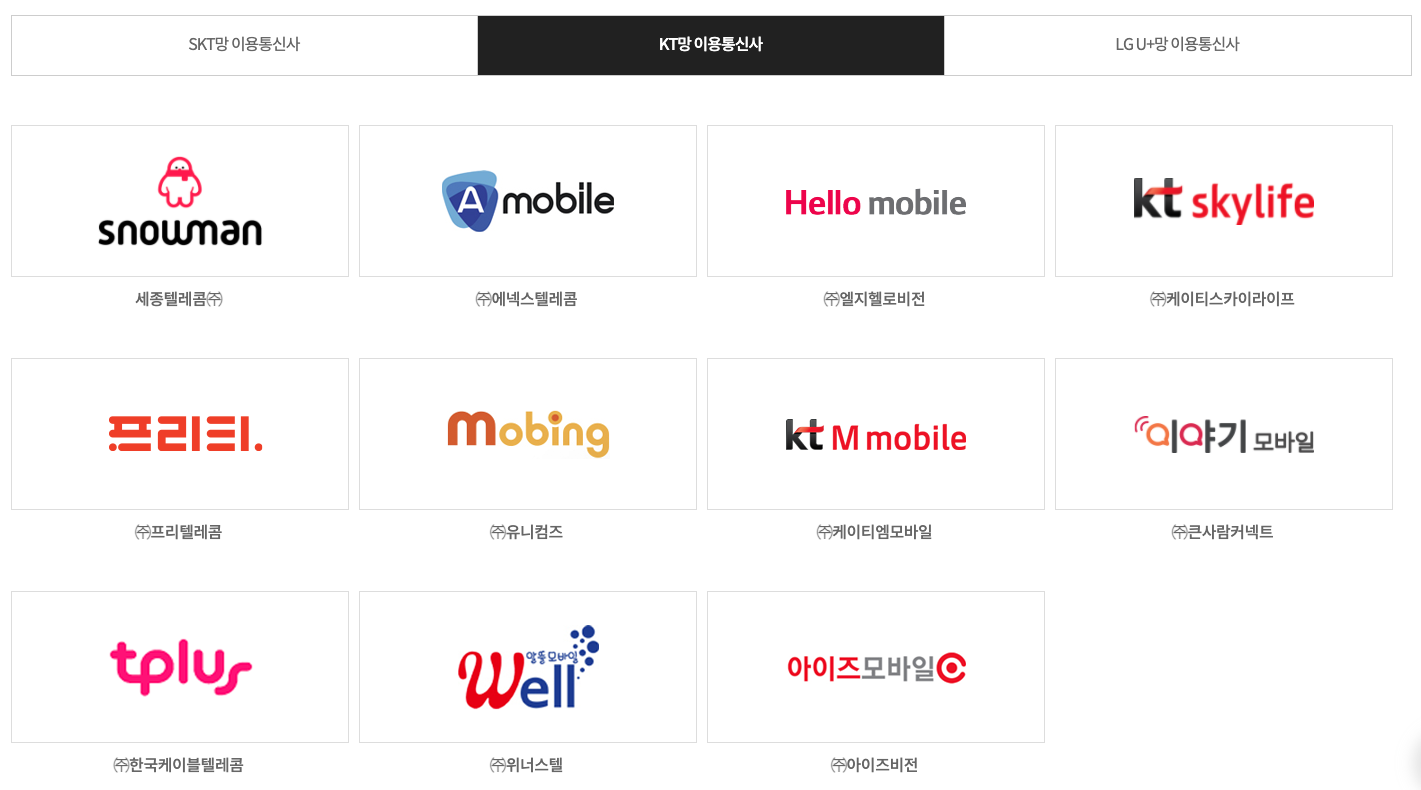 SKT망 이용통신사
KT망 이용통신사
LG U+망 이용통신사
snowman
A mobile
Hello mobile
kt skylife
세종텔레콤㈜
㈜에넥스텔레콤
㈜엘지헬로비전
㈜케이티스카이라이프
프리티.
mobing
kt M mobile
이야기 모바일
㈜프리텔레콤
㈜유니컴즈
㈜케이티엠모바일
㈜큰사람커넥트
tplus
앙통모바일
Well
아이즈모바일
㈜한국케이블텔레콤
㈜위너스텔
㈜아이즈비전